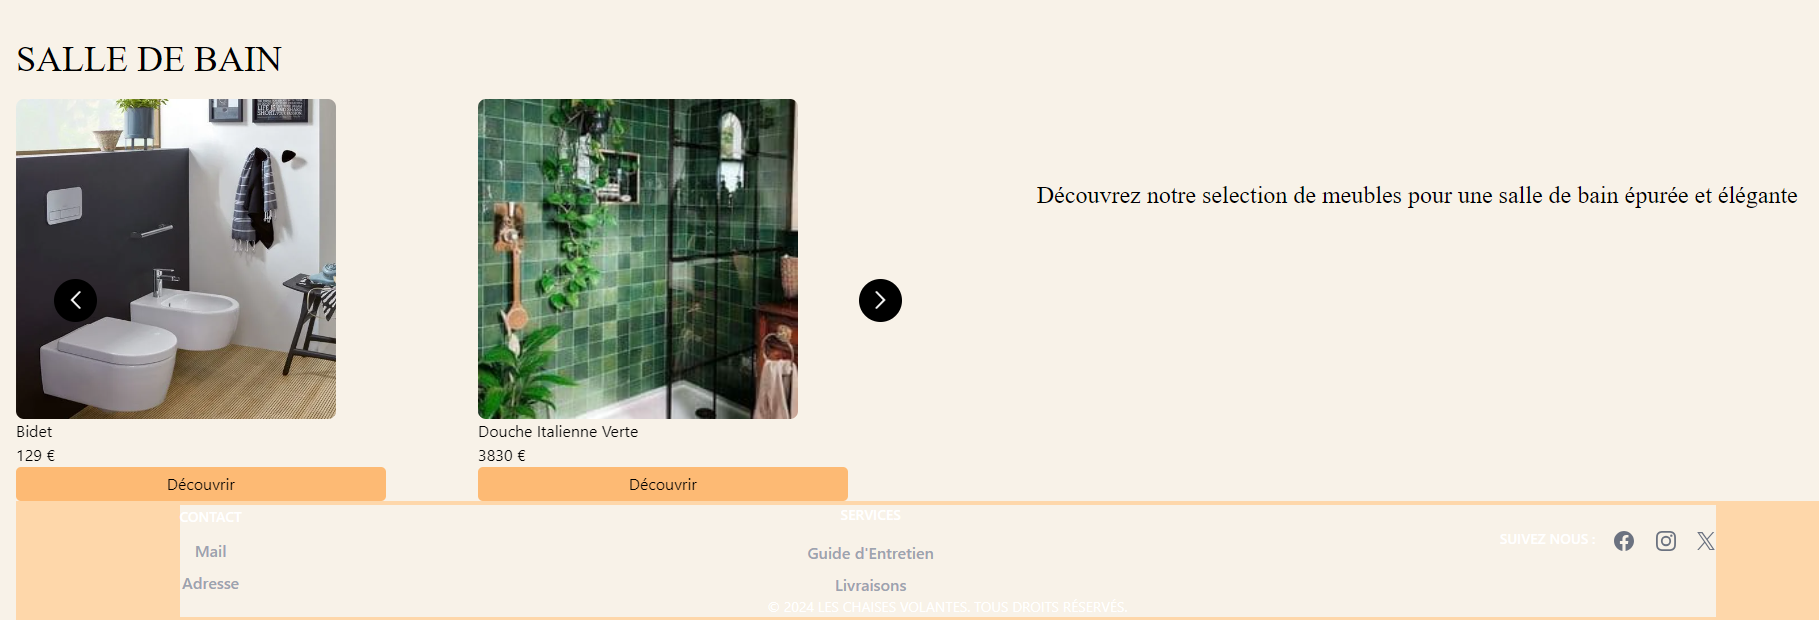 SALLE DE BAIN
Découvrez notre selection de meubles pour une salle de bain épurée et élégante
Bidet
129 €
Découvrir
Douche Italienne Verte
3830 €
Découvrir
CONTACT
Mail
Adresse
SERVICES
Guide d'Entretien
Livraisons
SUIVEZ NOUS :
© 2024 LES CHAISES VOLANTES. TOUS DROITS RÉSERVÉS.